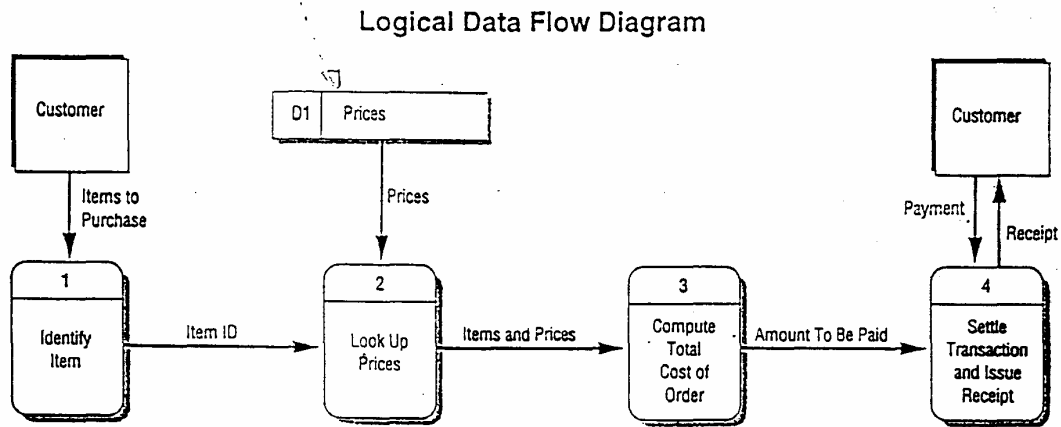 Logical Data Flow Diagram
Customer
D1 Prices
Customer
Items to
Purchase
Prices
Payment
Receipt
1
Identify
Item
Item ID
2
Look Up
Prices
Items and Prices
3
Compute
Total
Cost of
Order
Amount To Be Paid
4
Settle
Transaction
and Issue
Receipt